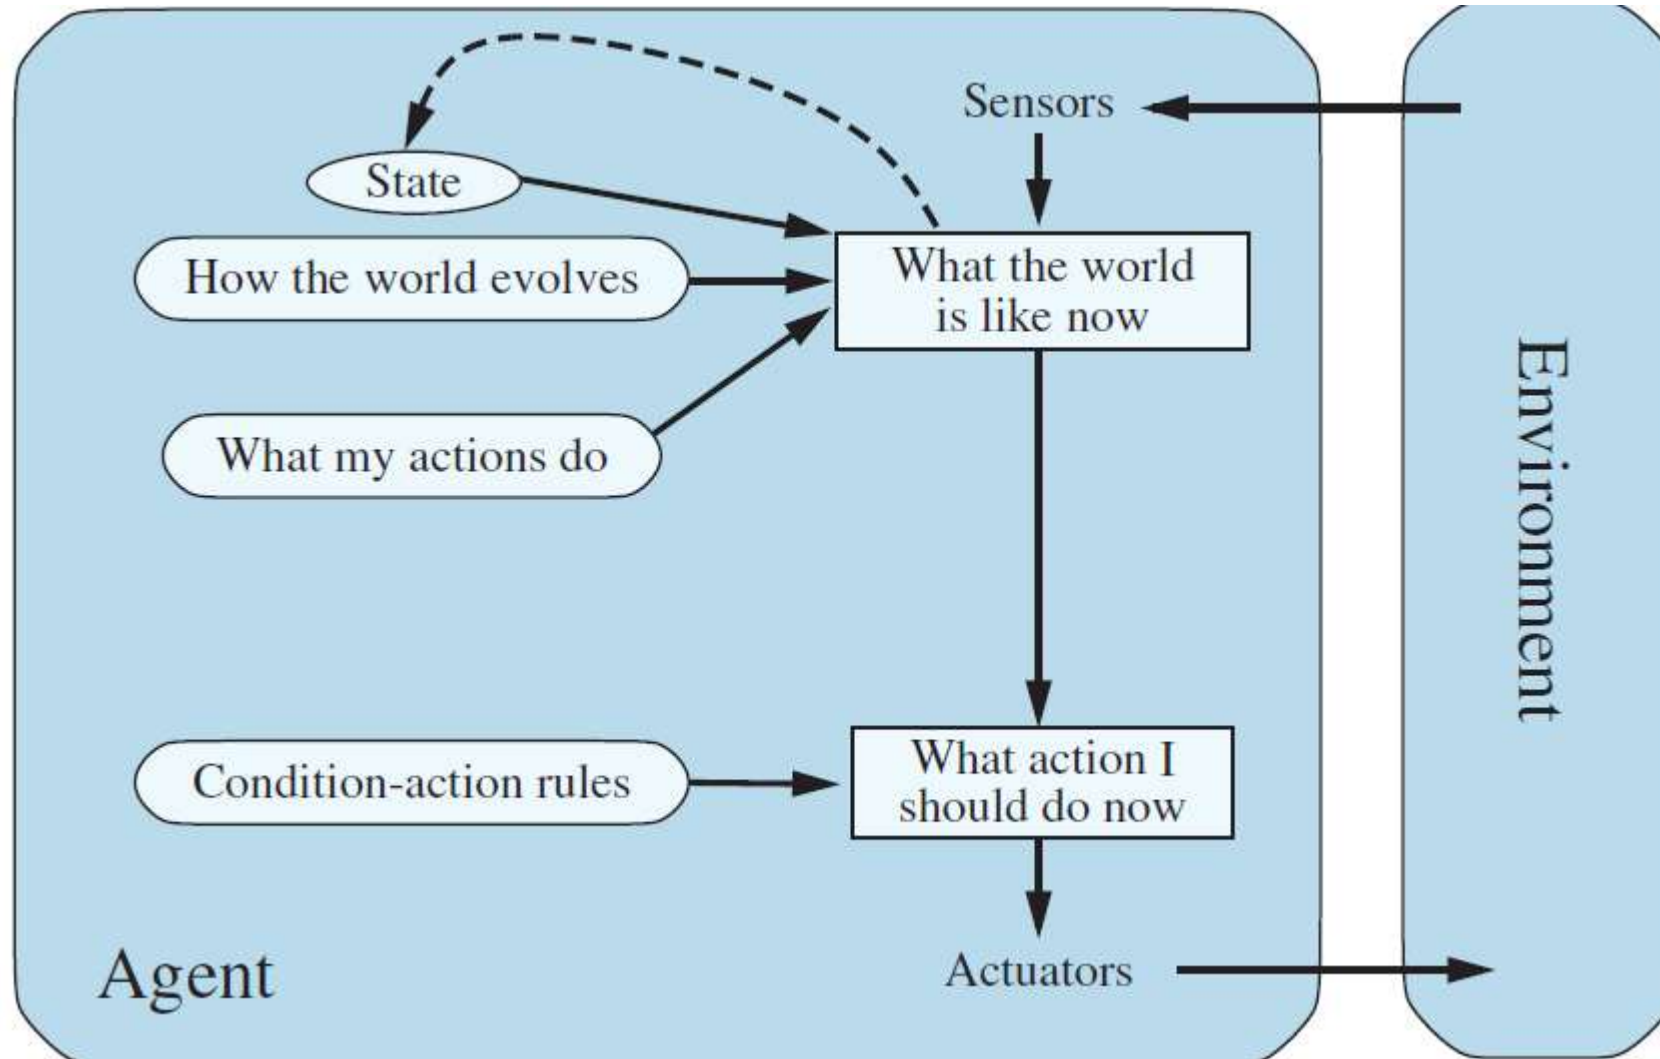 Sensors
State
How the world evolves
What the world
is like now
What my actions do
Environment
Condition-action rules
What action I
should do now
Agent
Actuators